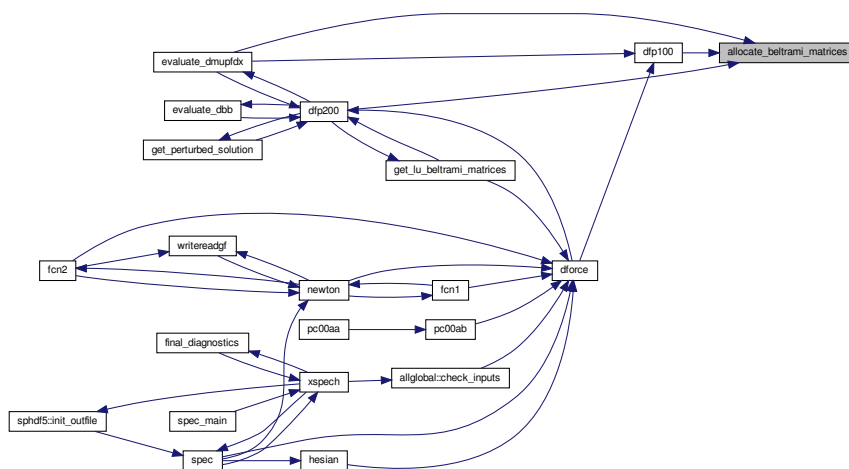 dfp100
allocate_beltrami_matrices
evaluate_dmupfdx
evaluate_dbb
dfp200
get_perturbed_solution
get_lu_beltrami_matrices
writereadgf
fcn2
dforce
newton
fcn1
pc00aa
pc00ab
final_diagnostics
xspech
allglobal::check_inputs
sphdf5::init_outfile
spec_main
spec
hesian